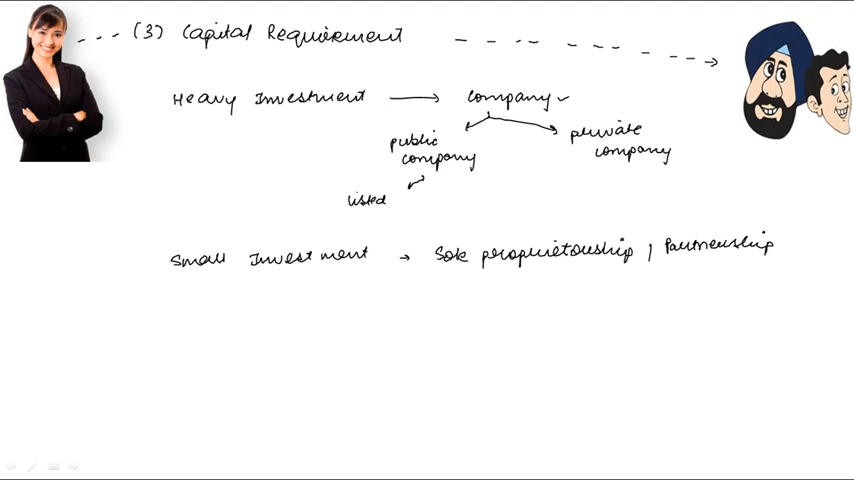 (3) Capital Requirement
Heavy Investment → company
public company
private company
listed
Small Investment → Sole proprietorship / Partnership